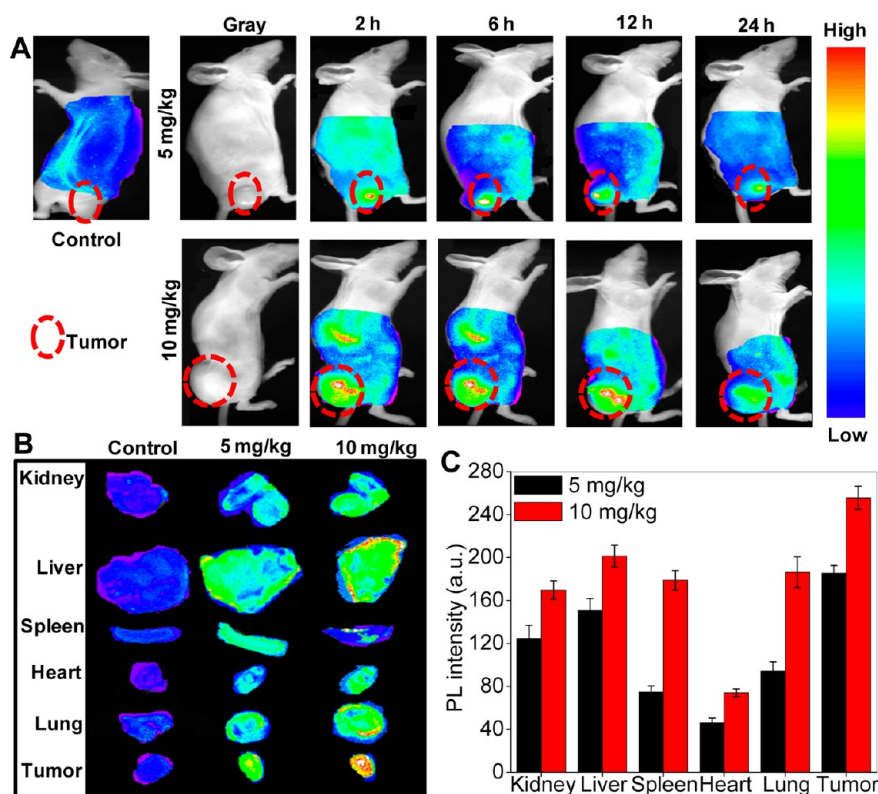 A
Gray
2 h
6 h
12 h
24 h
High
5 mg/kg
Control
10 mg/kg
Tumor
Low
B
Control
5 mg/kg
10 mg/kg
Kidney
Liver
Spleen
Heart
Lung
Tumor
C
280
240
200
160
120
80
40
0
PL intensity (a.u.)
5 mg/kg
10 mg/kg
Kidney Liver Spleen Heart Lung Tumor